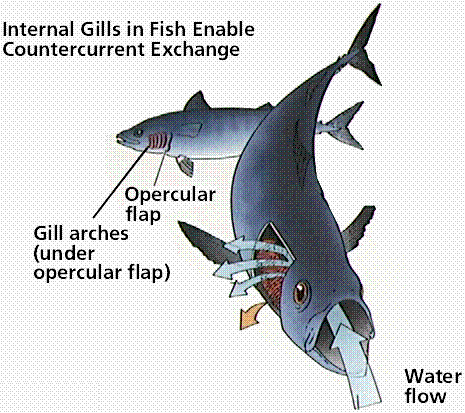 Internal Gills in Fish Enable
Countercurrent Exchange
Opercular
flap
Gill arches
(under
opercular flap)
Water
flow